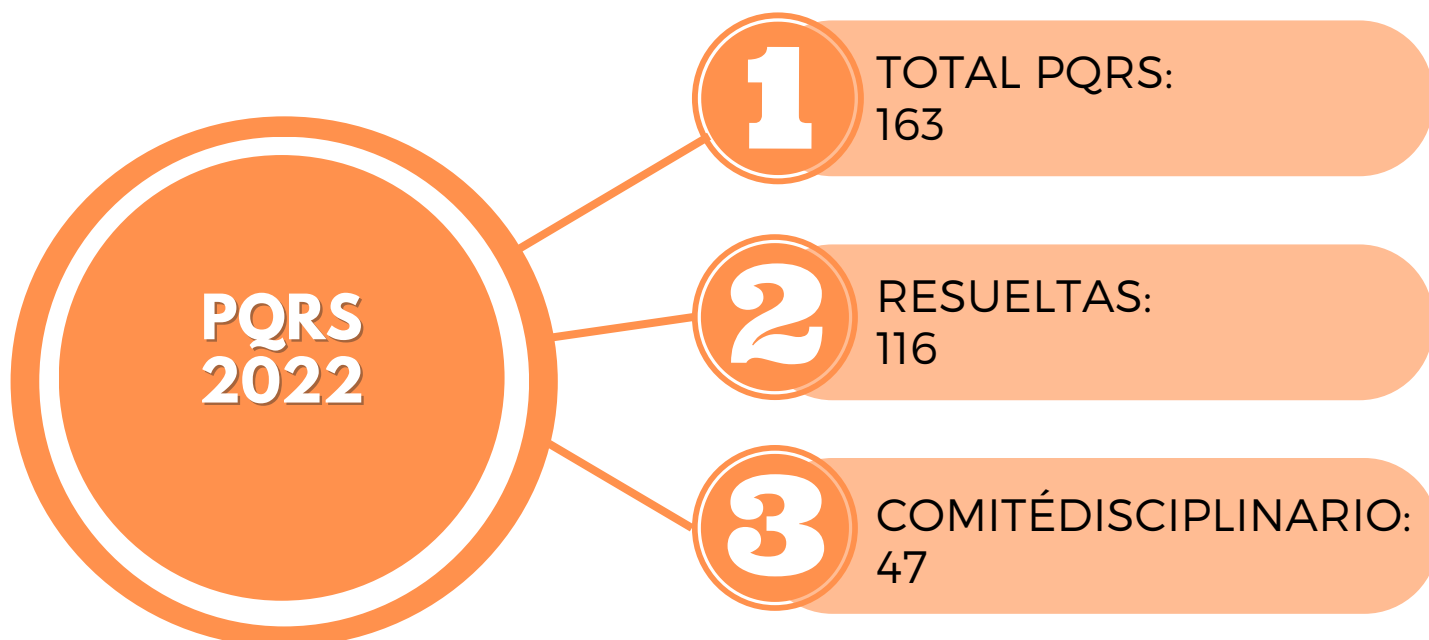 PQRS
2022
1
TOTAL PQRS:
163
2
RESUELTAS:
116
3
COMITÉDISCIPLINARIO:
47